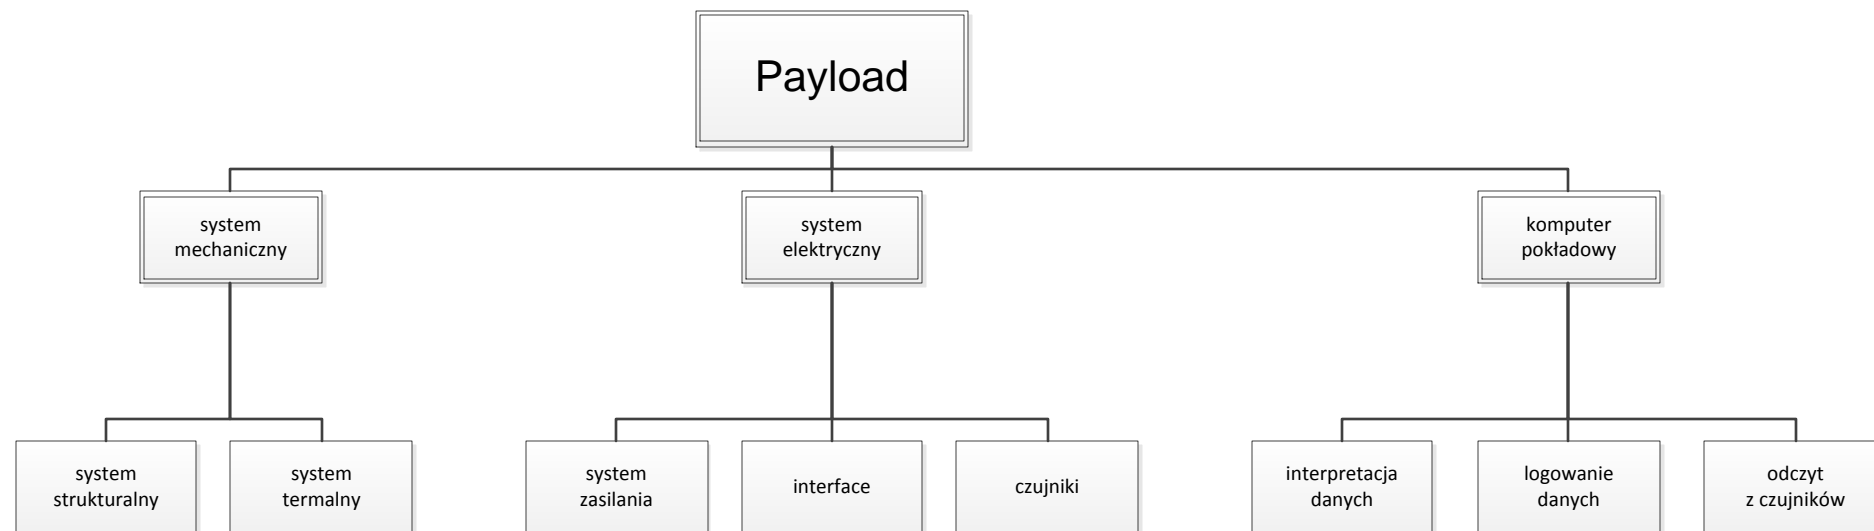 Payload
system
mechaniczny
system
elektryczny
komputer
pokładowy
system
strukturalny
system
termalny
system
zasilania
interface
czujniki
interpretacja
danych
logowanie
danych
odczyt
z czujników